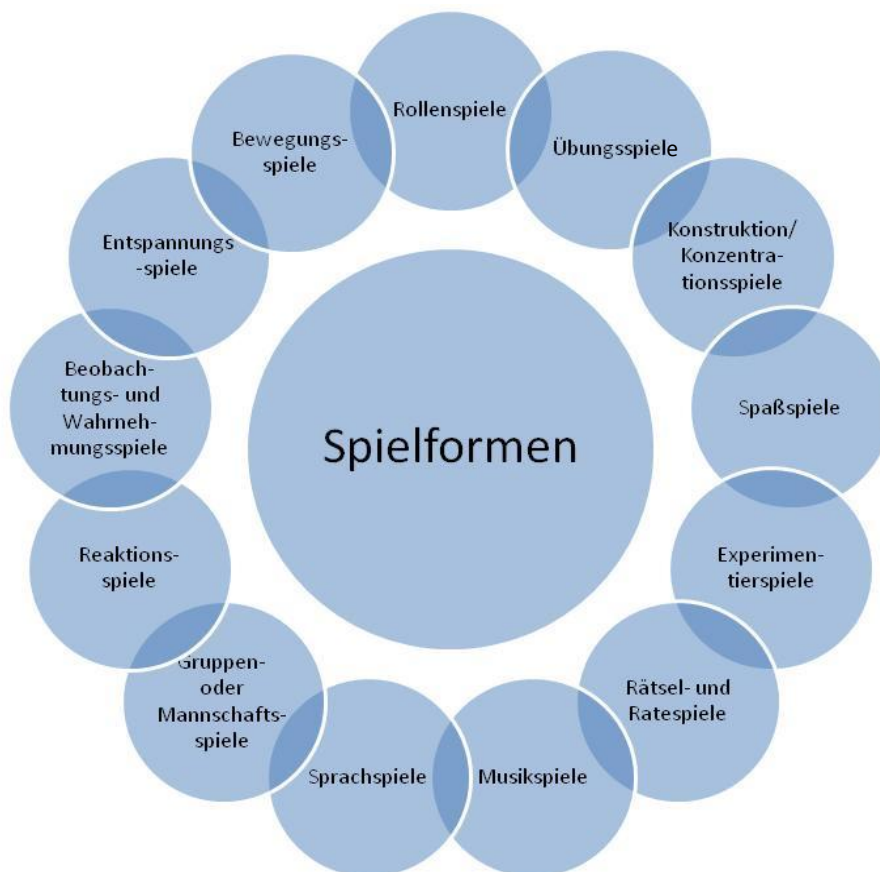 Rollenspiele
Übungsspiele
Konstruktion/
Konzentra-
tionsspiele
Spaßspiele
Experimen-
tierspiele
Rätsel- und
Ratespiele
Musikspiele
Sprachspiele
Gruppen-
oder
Mannschafts-
spiele
Reaktions-
spiele
Beobach-
tungs- und
Wahrneh-
mungsspiele
Entspannungs
-spiele
Bewegungs-
spiele
Spielformen